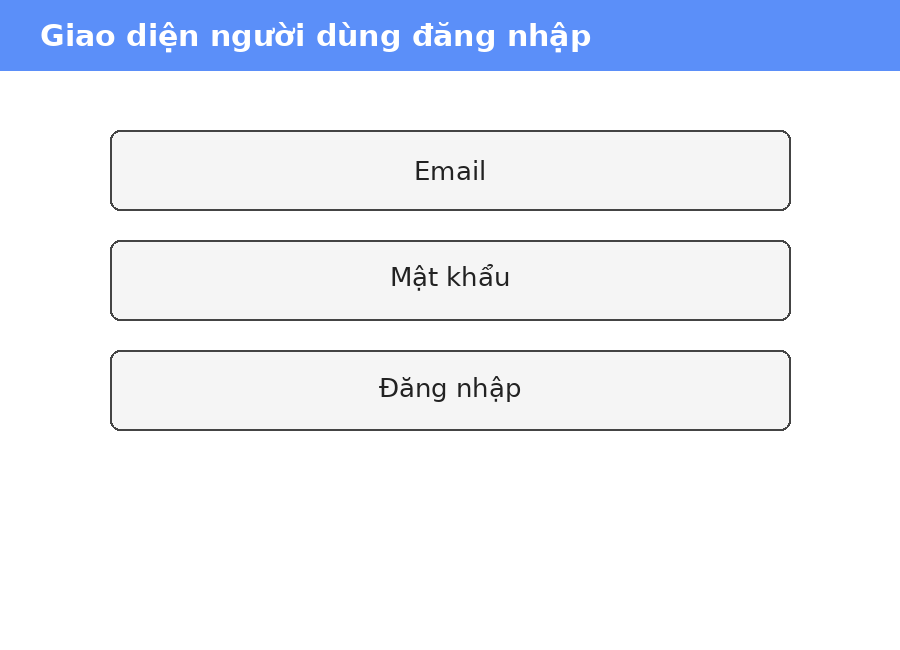 Giao diện người dùng đăng nhập
Email
Mật khẩu
Đăng nhập